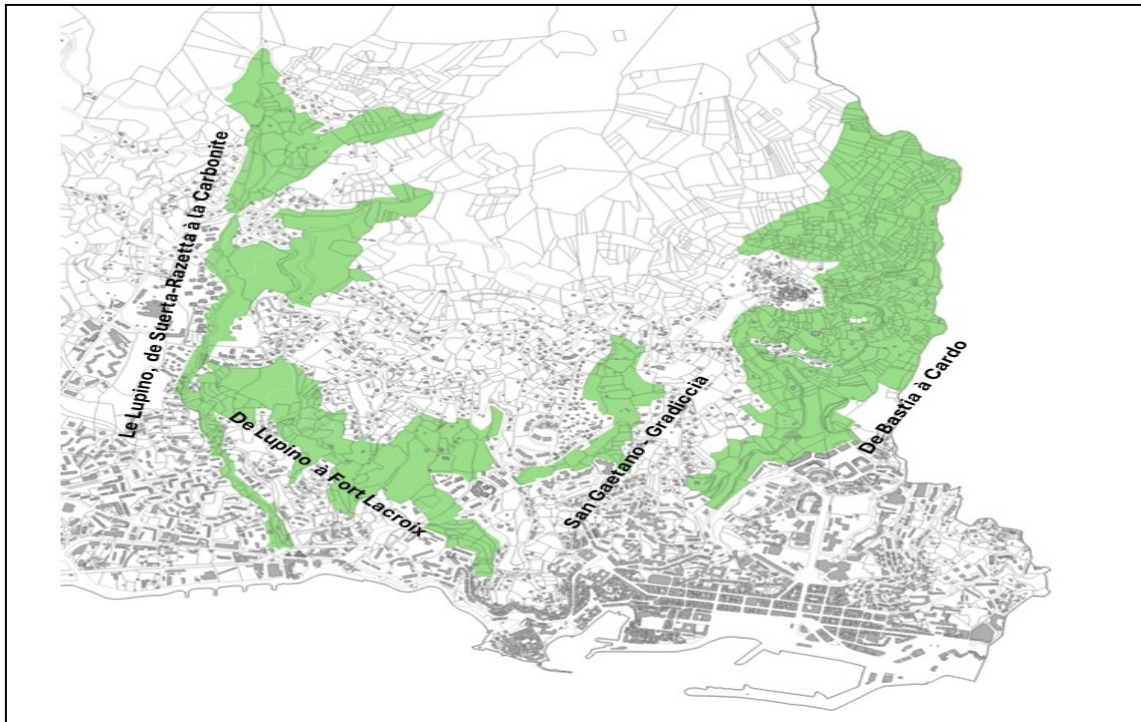 Le Lupino, de Suerta-Razetta à la Carbonite
De Lupino à Fort Lacroix
San Gaetano - Gradiccia
De Bastia à Cardo